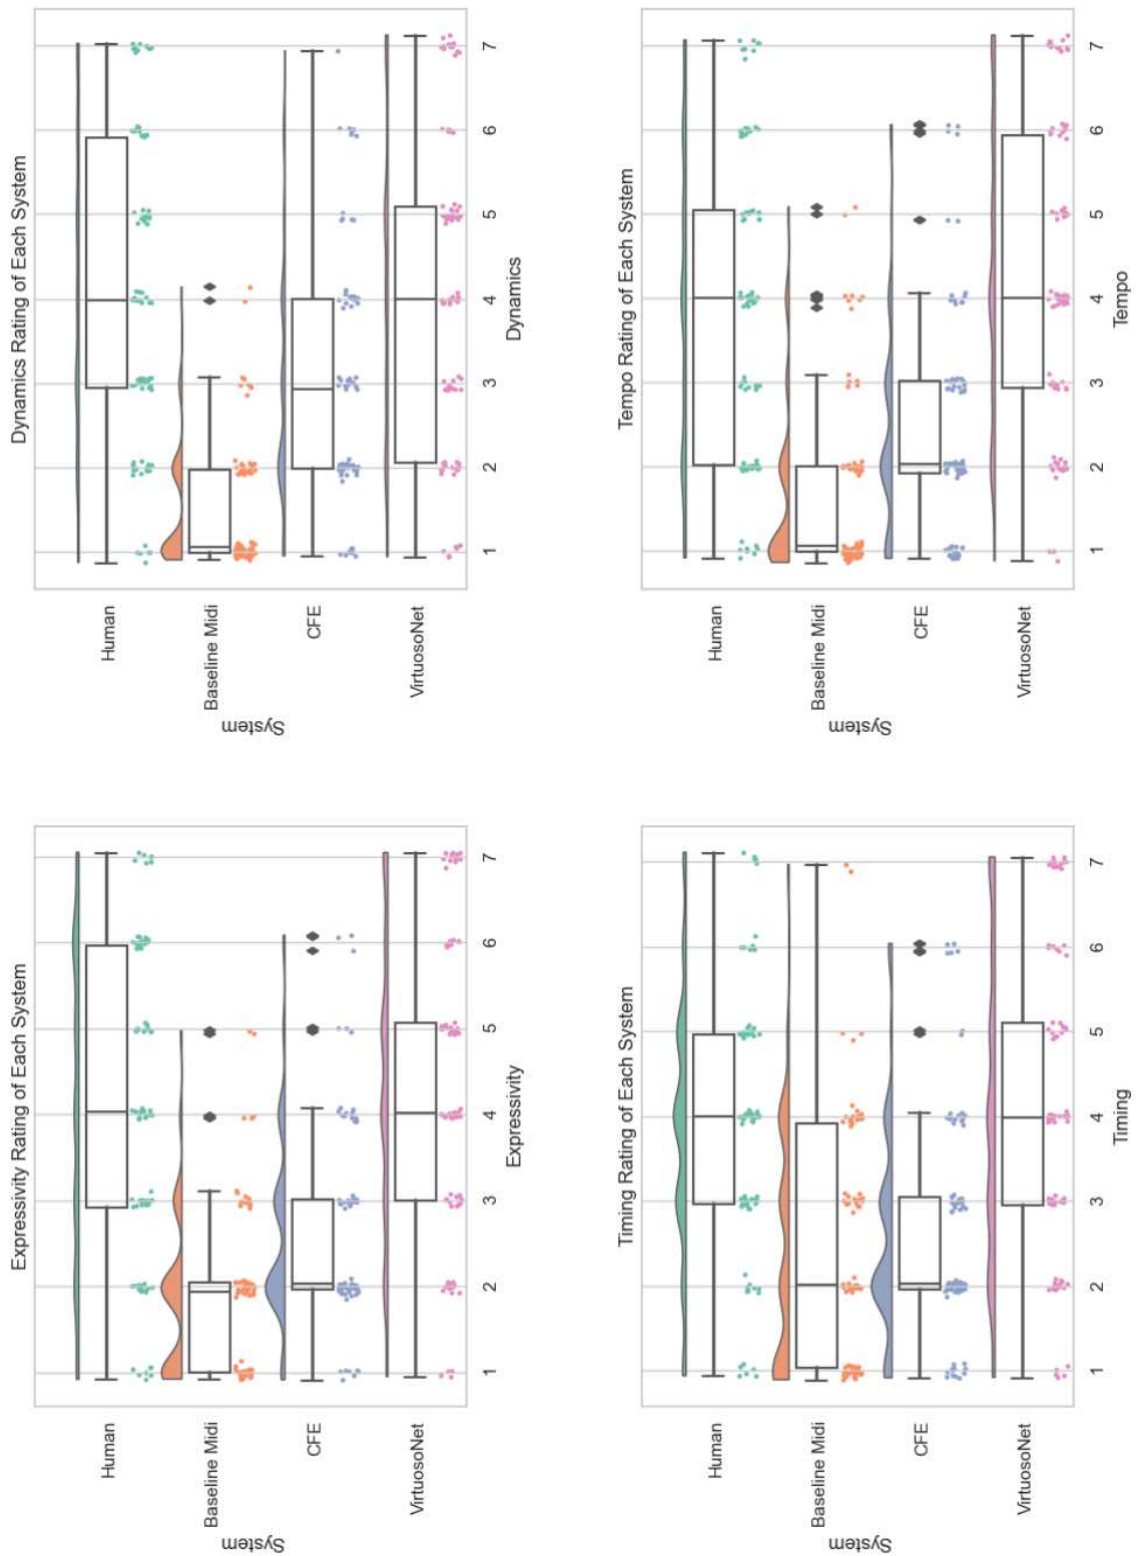 Expressivity Rating of Each System
System
Human
Baseline Midi
CFE
VirtuosoNet
1 2 3 4 5 6 7
Expressivity
Dynamics Rating of Each System
System
Human
Baseline Midi
CFE
VirtuosoNet
1 2 3 4 5 6 7
Dynamics
Timing Rating of Each System
System
Human
Baseline Midi
CFE
VirtuosoNet
1 2 3 4 5 6 7
Timing
Tempo Rating of Each System
System
Human
Baseline Midi
CFE
VirtuosoNet
1 2 3 4 5 6 7
Tempo